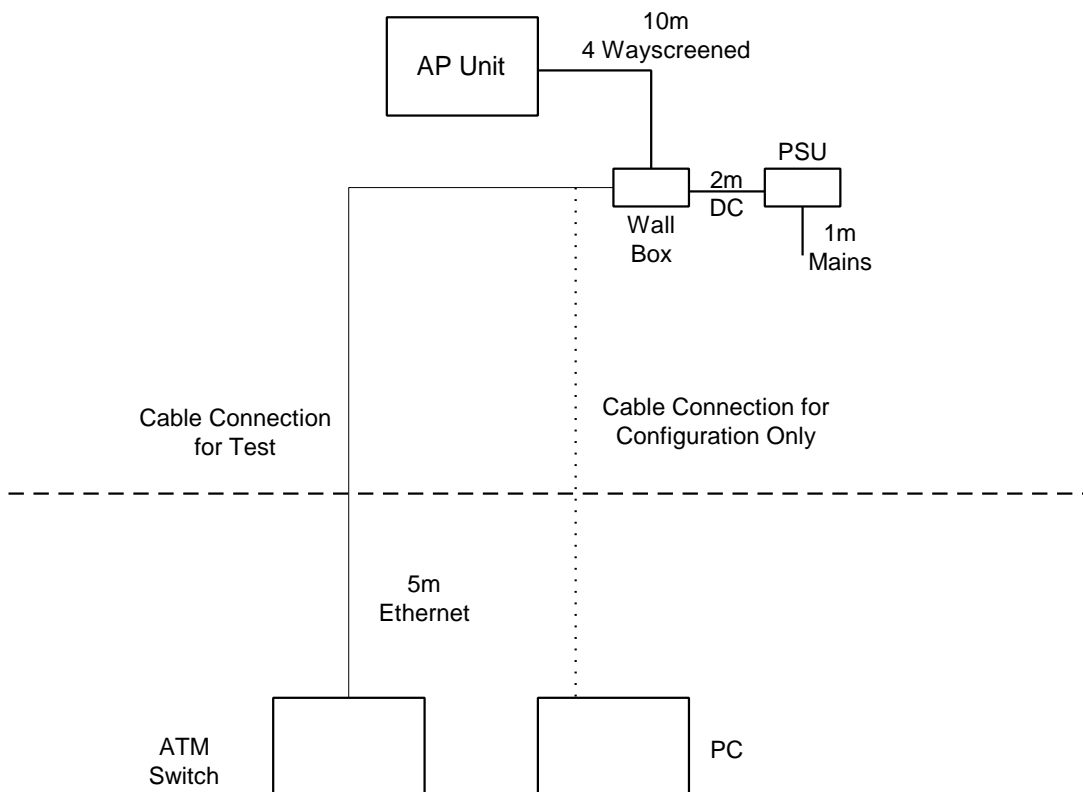 10m
4 Wayscreened
AP Unit
PSU
2m
DC
Wall
Box
1m
Mains
Cable Connection
for Test
Cable Connection for
Configuration Only
5m
Ethernet
ATM
Switch
PC